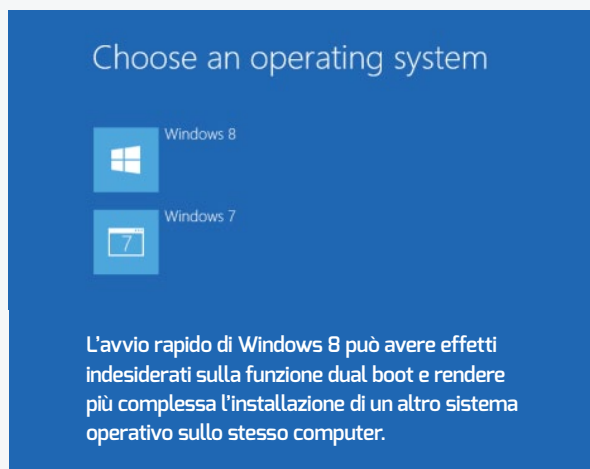 Choose an operating system
Windows 8
7
Windows 7
L'avvio rapido di Windows 8 può avere effetti
indesiderati sulla funzione dual boot e rendere
più complessa l'installazione di un altro sistema
operativo sullo stesso computer.